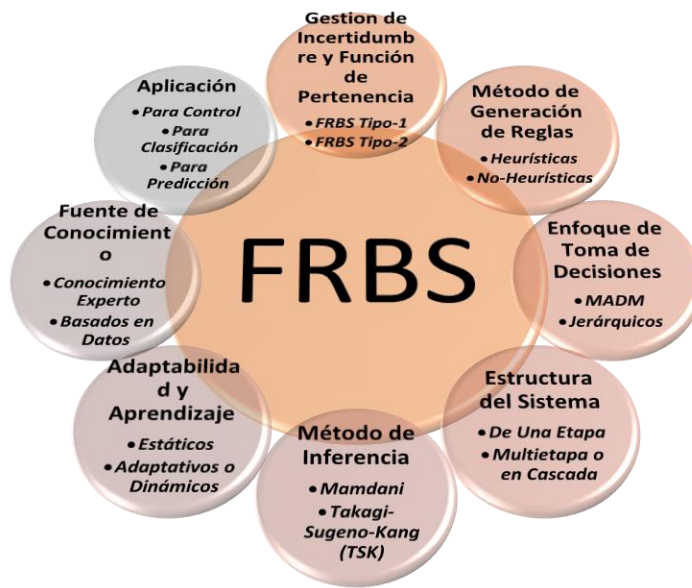 Gestion de
Incertidumb
re y Función
de
Pertenencia
• FRBS Tipo-1
• FRBS Tipo-2
Método de
Generación
de Reglas
• Heurísticas
• No-Heurísticas
Enfoque de
Toma de
Decisiones
• MADM
• Jerárquicos
Estructura
del Sistema
• De Una Etapa
• Multietapa o
en Cascada
Método de
Inferencia
• Mamdani
• Takagi-
Sugeno-Kang
(TSK)
Adaptabilida
d y
Aprendizaje
• Estáticos
• Adaptativos o
Dinámicos
Fuente de
Conocimient
o
• Conocimiento
Experto
• Basados en
Datos
Aplicación
• Para Control
• Para
Clasificación
• Para
Predicción
FRBS